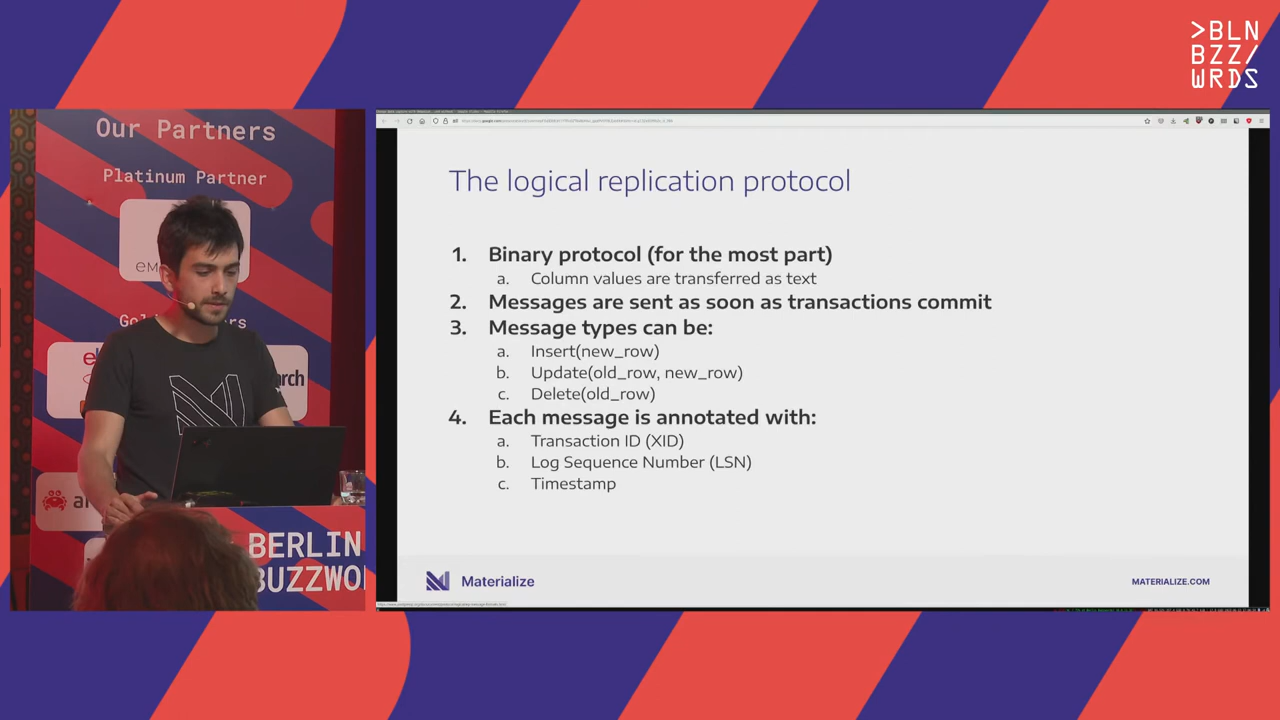 >BLN
BZZ/
WRDS
Our Partners
Platinum Partner
The logical replication protocol
1. Binary protocol (for the most part)
a. Column values are transferred as text
2. Messages are sent as soon as transactions commit
3. Message types can be:
a. Insert(new_row)
b. Update(old_row, new_row)
c. Delete(old_row)
4. Each message is annotated with:
a. Transaction ID (XID)
b. Log Sequence Number (LSN)
c. Timestamp
Materialize
MATERIALIZE.COM
BERLIN